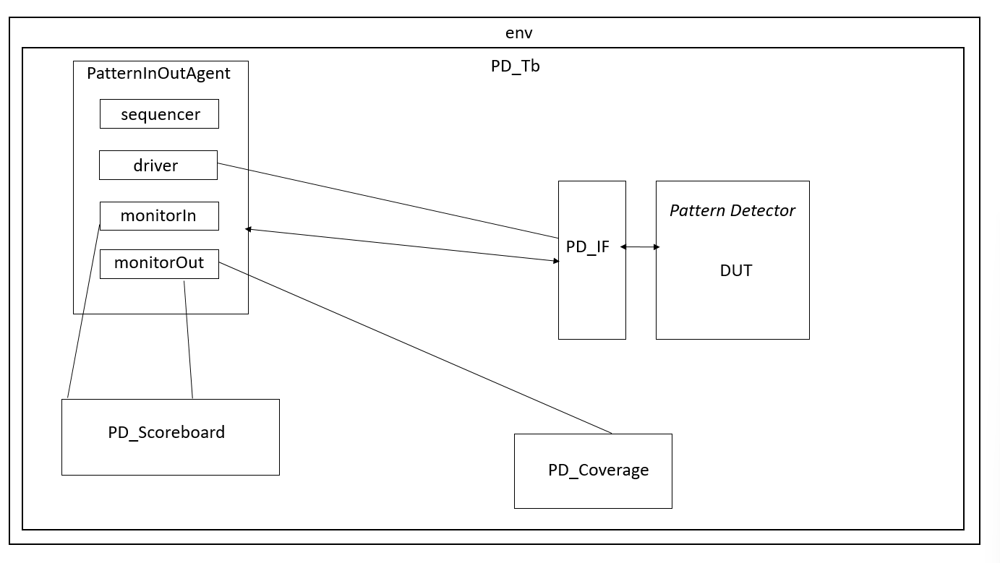 env
PD_Tb
PatternInOutAgent
sequencer
driver
monitorIn
monitorOut
PD_IF
Pattern Detector
DUT
PD_Scoreboard
PD_Coverage